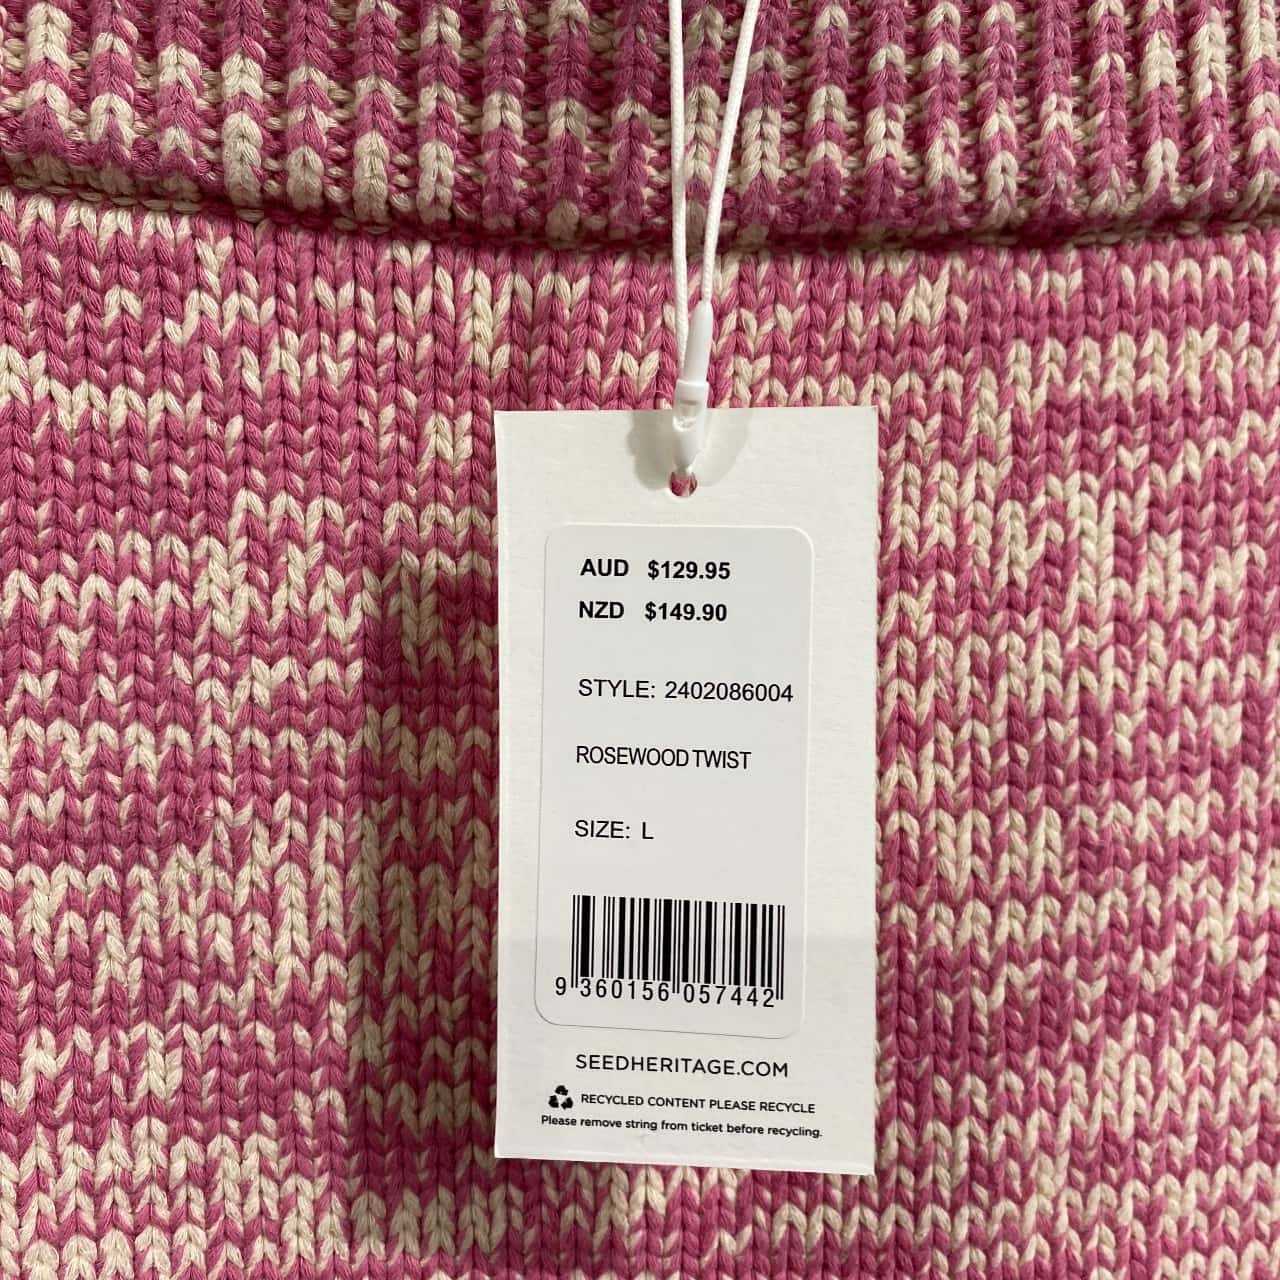 AUD $129.95
NZD $149.90
STYLE: 2402086004
ROSEWOOD TWIST
SIZE: L
9 360156 057442
SEEDHERITAGE.COM
RECYCLED CONTENT PLEASE RECYCLE
Please remove string from ticket before recycling.